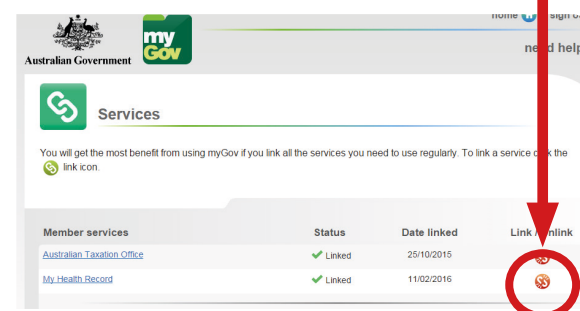 home sign
need help
Australian Government
my
Gov
Services
You will get the most benefit from using myGov if you link all the services you need to use regularly. To link a service click the
link icon.
Member services Status Date linked Link / Unlink
Australian Taxation Office Linked 25/10/2015
My Health Record Linked 11/02/2016